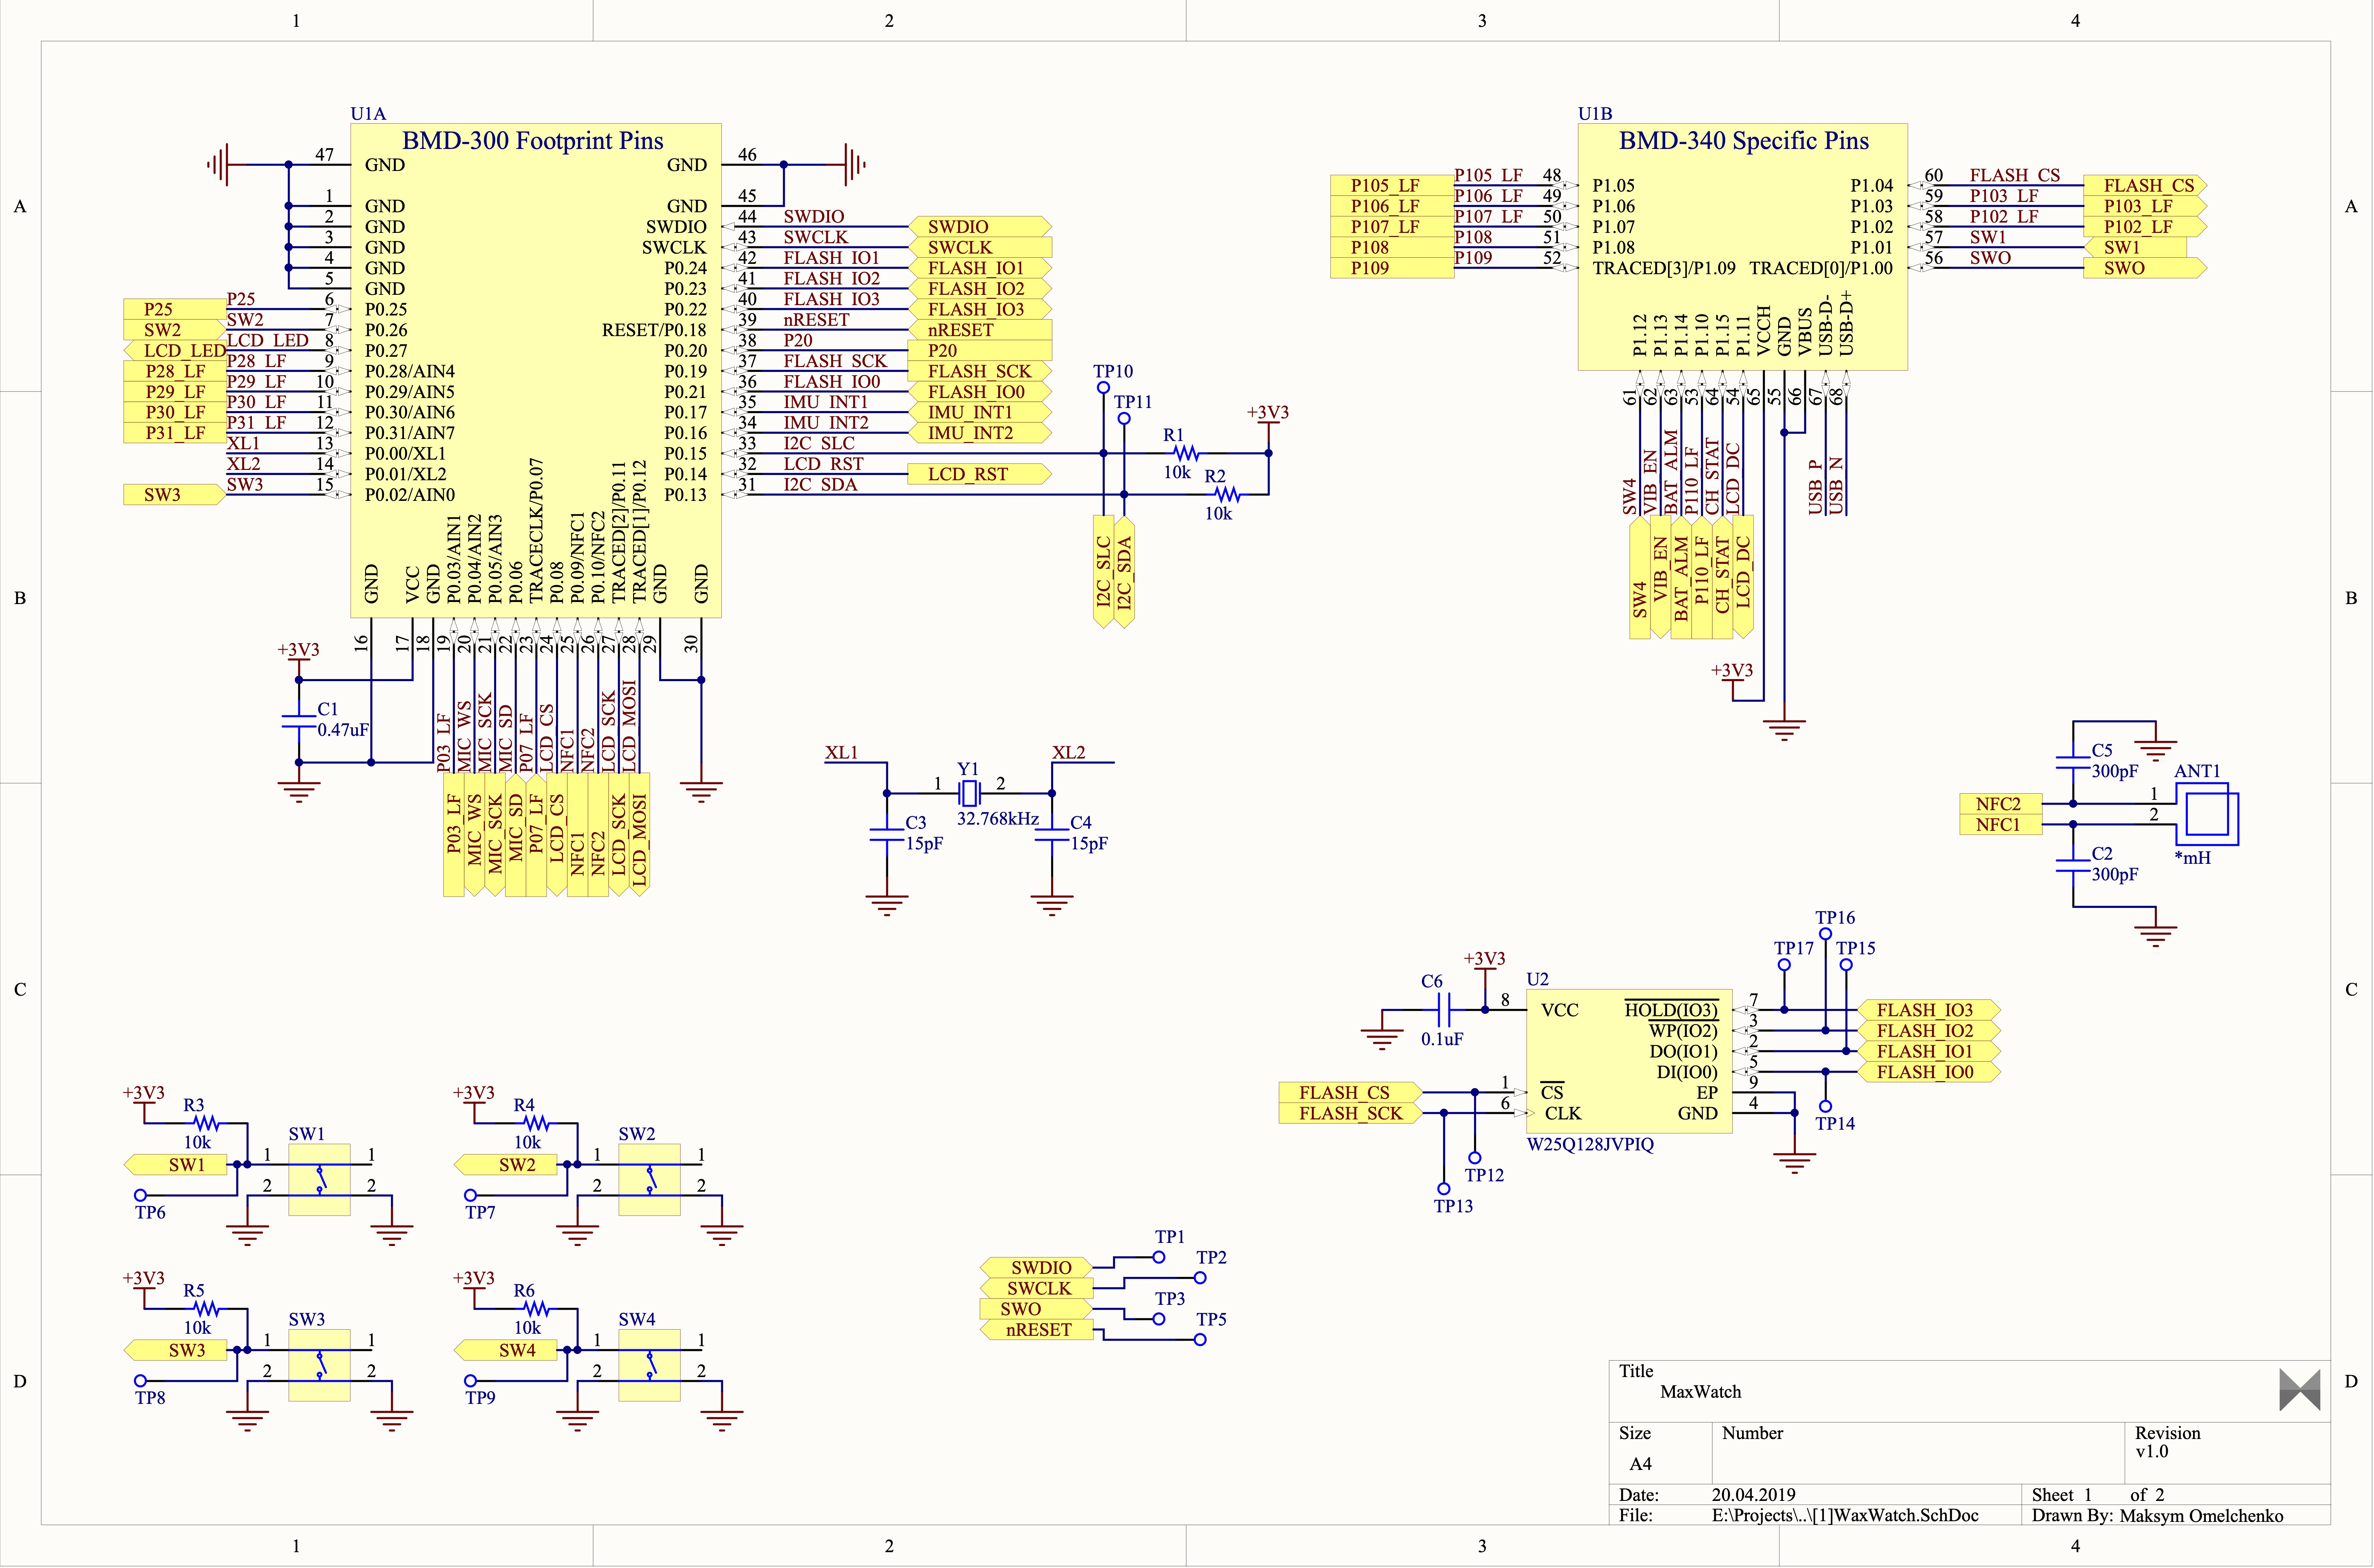 1 2 3 4
A A
B B
C C
D D
U1A
BMD-300 Footprint Pins
47 GND GND 46
1 GND GND 45
2 GND SWDIO 44 SWDIO SWDIO
3 GND SWCLK 43 SWCLK SWCLK
4 GND P0.24 42 FLASH_IO1 FLASH_IO1
5 GND P0.23 41 FLASH_IO2 FLASH_IO2
P25 P25 6 P0.25 P0.22 40 FLASH_IO3 FLASH_IO3
SW2 SW2 7 P0.26 RESET/P0.18 39 nRESET nRESET
LCD_LED LCD_LED 8 P0.27 P0.20 38 P20 P20
P28_LF P28_LF 9 P0.28/AIN4 P0.19 37 FLASH_SCK FLASH_SCK
P29_LF P29_LF 10 P0.29/AIN5 P0.21 36 FLASH_IO0 FLASH_IO0
P30_LF P30_LF 11 P0.30/AIN6 P0.17 35 IMU_INT1 IMU_INT1
P31_LF P31_LF 12 P0.31/AIN7 P0.16 34 IMU_INT2 IMU_INT2
XL1 13 P0.00/XL1 P0.15 33 I2C_SLC
XL2 14 P0.01/XL2 P0.14 32 LCD_RST LCD_RST
SW3 SW3 15 P0.02/AIN0 P0.13 31 I2C_SDA
GND 16
VCC 17
GND 18
P0.03/AIN1 19 P03_LF P03_LF
P0.04/AIN2 20 MIC_WS MIC_WS
P0.05/AIN3 21 MIC_SCK MIC_SCK
P0.06 22 MIC_SD MIC_SD
TRACECLK/P0.07 23 P07_LF P07_LF
P0.08 24 LCD_CS LCD_CS
P0.09/NFC1 25 NFC1 NFC1
P0.10/NFC2 26 NFC2 NFC2
TRACED[2]/P0.11 27 LCD_SCK LCD_SCK
TRACED[1]/P0.12 28 LCD_MOSI LCD_MOSI
GND 29
GND 30
+3V3
C1
0.47uF
TP10
TP11
+3V3
R1
10k
R2
10k
I2C_SLC
I2C_SDA
U1B
BMD-340 Specific Pins
P105_LF P105_LF 48 P1.05 P1.04 60 FLASH_CS FLASH_CS
P106_LF P106_LF 49 P1.06 P1.03 59 P103_LF P103_LF
P107_LF P107_LF 50 P1.07 P1.02 58 P102_LF P102_LF
P108 P108 51 P1.08 P1.01 57 SW1 SW1
P109 P109 52 TRACED[3]/P1.09 TRACED[0]/P1.00 56 SWO SWO
P1.12 61 SW4 SW4
P1.13 62 VIB_EN VIB_EN
P1.14 63 BAT_ALM BAT_ALM
P1.10 53 P110_LF P110_LF
P1.15 64 CH_STAT CH_STAT
P1.11 54 LCD_DC LCD_DC
VCCH 65
GND 55
VBUS 66
USB-D- 67 USB_P
USB-D+ 68 USB_N
+3V3
XL1 XL2
1 Y1 2
32.768kHz
C3
15pF
C4
15pF
C5
300pF
ANT1
NFC2 1
NFC1 2
*mH
C2
300pF
TP16
TP17 TP15
+3V3
C6
0.1uF
U2
8 VCC HOLD(IO3) 7 FLASH_IO3
WP(IO2) 3 FLASH_IO2
DO(IO1) 2 FLASH_IO1
DI(IO0) 5 FLASH_IO0
FLASH_CS 1 CS EP 9
FLASH_SCK 6 CLK GND 4
TP14
W25Q128JVPIQ
TP12
TP13
+3V3
R3
10k
SW1
SW1 1 1
2 2
TP6
+3V3
R4
10k
SW2
SW2 1 1
2 2
TP7
+3V3
R5
10k
SW3
SW3 1 1
2 2
TP8
+3V3
R6
10k
SW4
SW4 1 1
2 2
TP9
SWDIO TP1
SWCLK TP2
SWO TP3
nRESET TP5
Title
MaxWatch
Size Number Revision
A4 v1.0
Date: 20.04.2019 Sheet 1 of 2
File: E:\Projects\..\[1]WaxWatch.SchDoc Drawn By: Maksym Omelchenko
1 2 3 4